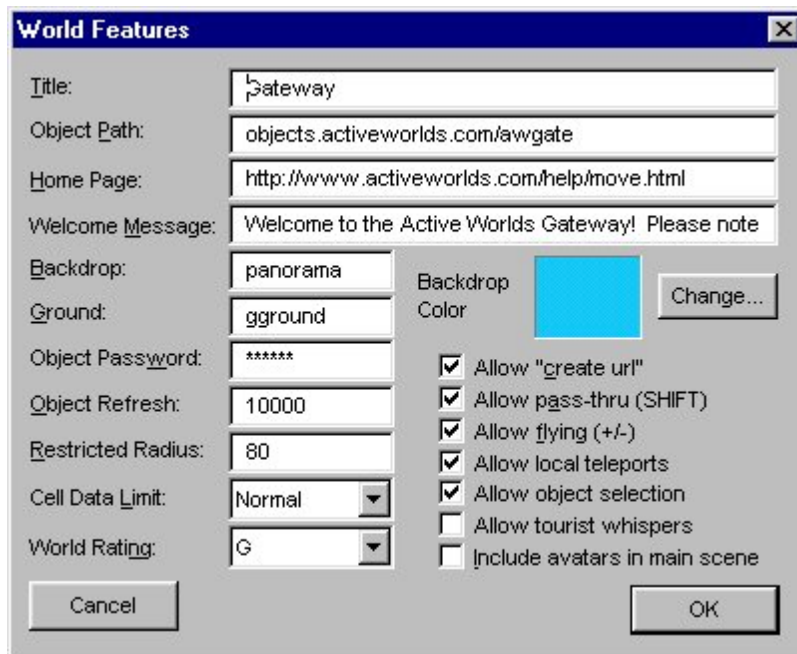 World Features
Title: Gateway
Object Path: objects.activeworlds.com/awgate
Home Page: http://www.activeworlds.com/help/move.html
Welcome Message: Welcome to the Active Worlds Gateway! Please note
Backdrop: panorama
Backdrop
Color
Change...
Ground: gground
Object Password: ******
Object Refresh: 10000
Restricted Radius: 80
Cell Data Limit: Normal
World Rating: G
Allow "create url"
Allow pass-thru (SHIFT)
Allow flying (+/-)
Allow local teleports
Allow object selection
Allow tourist whispers
Include avatars in main scene
Cancel
OK